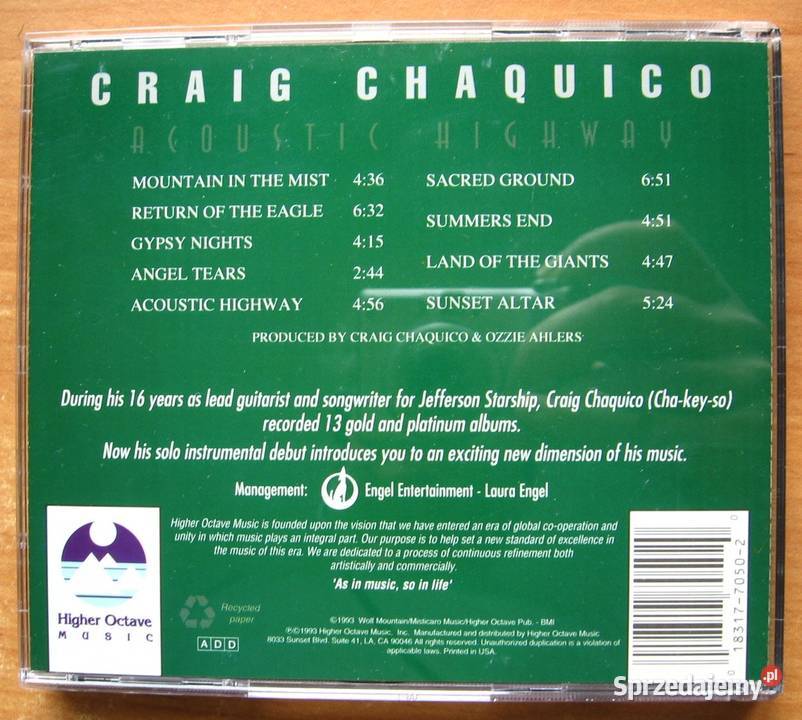 CRAIG CHAQUICO
ACOUSTIC HIGHWAY
MOUNTAIN IN THE MIST 4:36
RETURN OF THE EAGLE 6:32
GYPSY NIGHTS 4:15
ANGEL TEARS 2:44
ACOUSTIC HIGHWAY 4:56
SACRED GROUND 6:51
SUMMERS END 4:51
LAND OF THE GIANTS 4:47
SUNSET ALTAR 5:24
PRODUCED BY CRAIG CHAQUICO & OZZIE AHLERS
During his 16 years as lead guitarist and songwriter for Jefferson Starship, Craig Chaquico (Cha-key-so)
recorded 13 gold and platinum albums.
Now his solo instrumental debut introduces you to an exciting new dimension of his music.
Management: Engel Entertainment - Laura Engel
Higher Octave Music is founded upon the vision that we have entered an era of global co-operation and
unity in which music plays an integral part. Our purpose is to help set a new standard of excellence in
the music of this era. We are dedicated to a process of continuous refinement both
artistically and commercially.
'As in music, so in life'
Higher Octave
MUSIC
Recycled
paper
ADD
©1993 Wolf Mountain/Misticaro Music/Higher Octave Pub. - BMI
℗©1993 Higher Octave Music, Inc. Manufactured and distributed by Higher Octave Music
8033 Sunset Blvd. Suite 41, LA, CA 90046 All rights reserved. Unauthorized duplication is a violation of
applicable laws. Printed in USA.
0 18317-7050-2 0
Sprzedajemy.pl